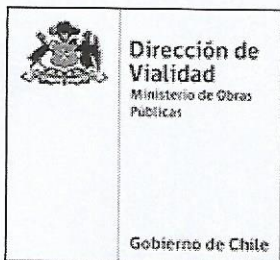 Dirección de
Vialidad
Ministerio de Obras
Públicas
Gobierno de Chile